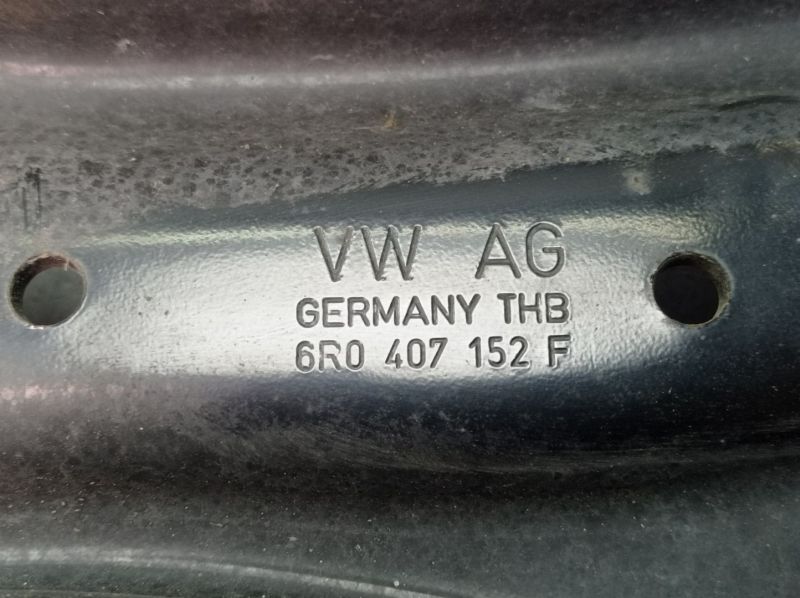 VW AG
GERMANY THB
6R0 407 152 F